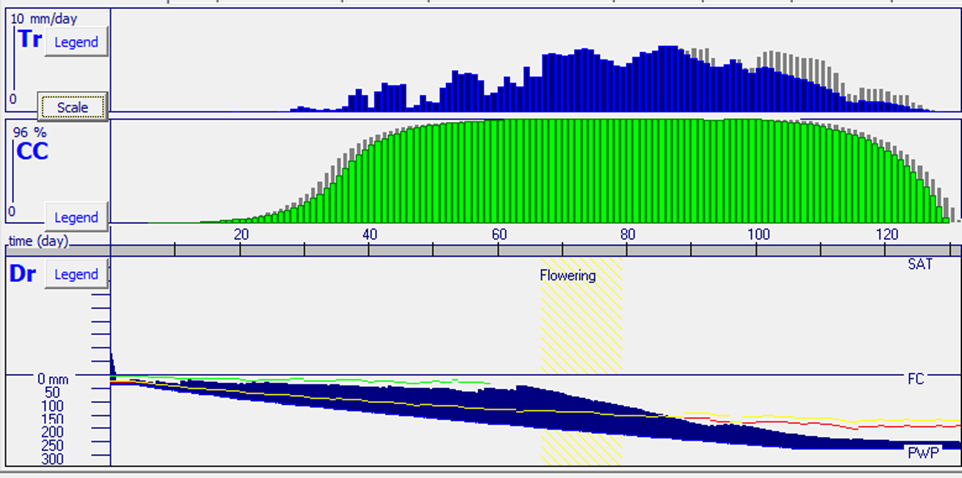 10 mm/day
Tr
Legend
0
Scale
96 %
CC
0
Legend
time (day)
20 40 60 80 100 120
Dr
Legend
SAT
Flowering
0 mm
FC
50
100
150
200
250
PWP
300